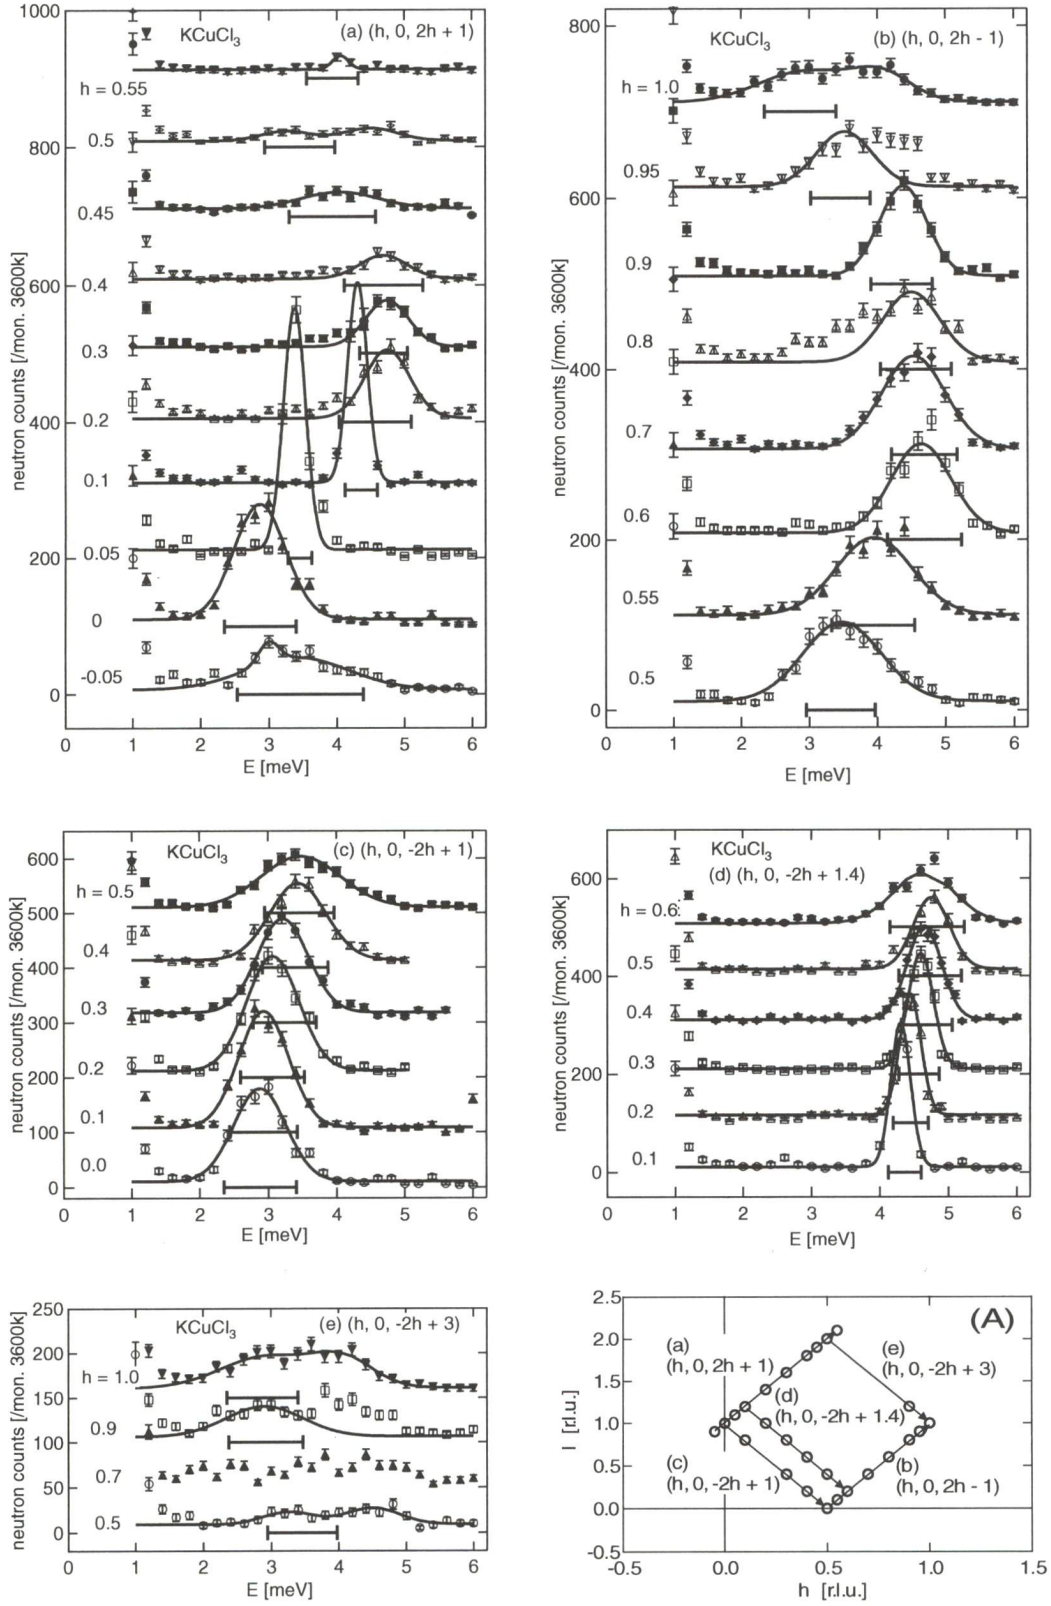 KCuCl3
(a) (h, 0, 2h + 1)
1000
800
600
400
200
0
h = 0.55
0.5
0.45
0.4
0.3
0.2
0.1
0.05
0
-0.05
neutron counts [/mon. 3600k]
0 1 2 3 4 5 6
E [meV]
KCuCl3
(b) (h, 0, 2h - 1)
800
600
400
200
0
h = 1.0
0.95
0.9
0.8
0.7
0.6
0.55
0.5
neutron counts [/mon. 3600k]
0 1 2 3 4 5 6
E [meV]
KCuCl3
(c) (h, 0, -2h + 1)
600
500
400
300
200
100
0
h = 0.5
0.4
0.3
0.2
0.1
0.0
neutron counts [/mon. 3600k]
0 1 2 3 4 5 6
E [meV]
KCuCl3
(d) (h, 0, -2h + 1.4)
600
400
200
0
h = 0.6
0.5
0.4
0.3
0.2
0.1
neutron counts [/mon. 3600k]
0 1 2 3 4 5 6
E [meV]
KCuCl3
(e) (h, 0, -2h + 3)
250
200
150
100
50
0
h = 1.0
0.9
0.7
0.5
neutron counts [/mon. 3600k]
0 1 2 3 4 5 6
E [meV]
(A)
2.5
2.0
1.5
1.0
0.5
0.0
-0.5
l [r.l.u.]
(a)
(h, 0, 2h + 1)
(e)
(h, 0, -2h + 3)
(d)
(h, 0, -2h + 1.4)
(c)
(h, 0, -2h + 1)
(b)
(h, 0, 2h - 1)
-0.5 0.0 0.5 1.0 1.5
h [r.l.u.]